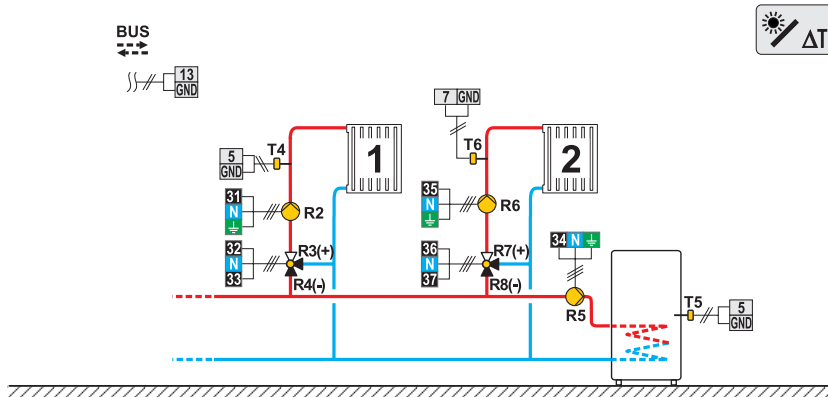 BUS
ΔT
13
GND
7 GND
T4
5
GND
1
T6
2
31
N
R2
35
N
R6
32
N
33
R3(+)
R4(-)
36
N
37
R7(+)
R8(-)
34 N
R5
T5
5
GND